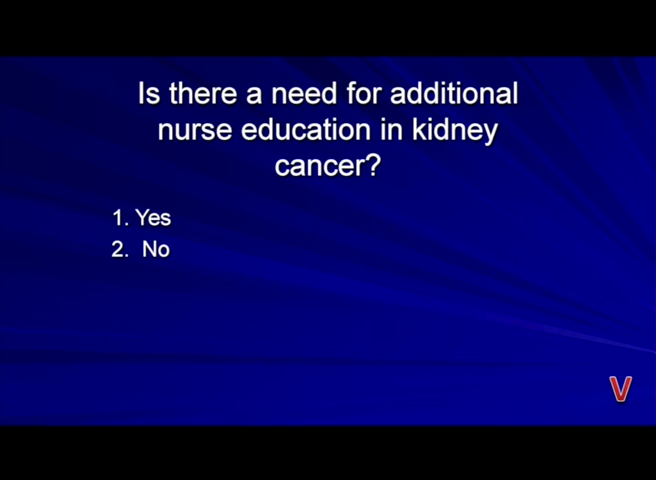 Is there a need for additional
nurse education in kidney
cancer?
1. Yes
2. No
V